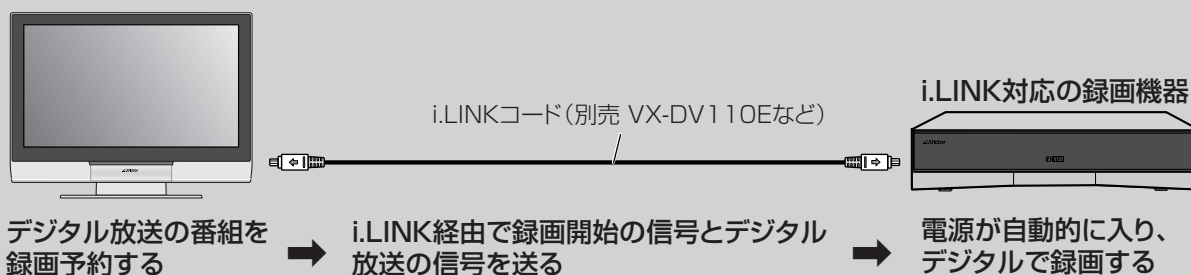 i.LINK対応の録画機器
i.LINKコード（別売 VX-DV110Eなど）
Victor
Victor
デジタル放送の番組を
録画予約する
i.LINK経由で録画開始の信号とデジタル
放送の信号を送る
電源が自動的に入り、
デジタルで録画する